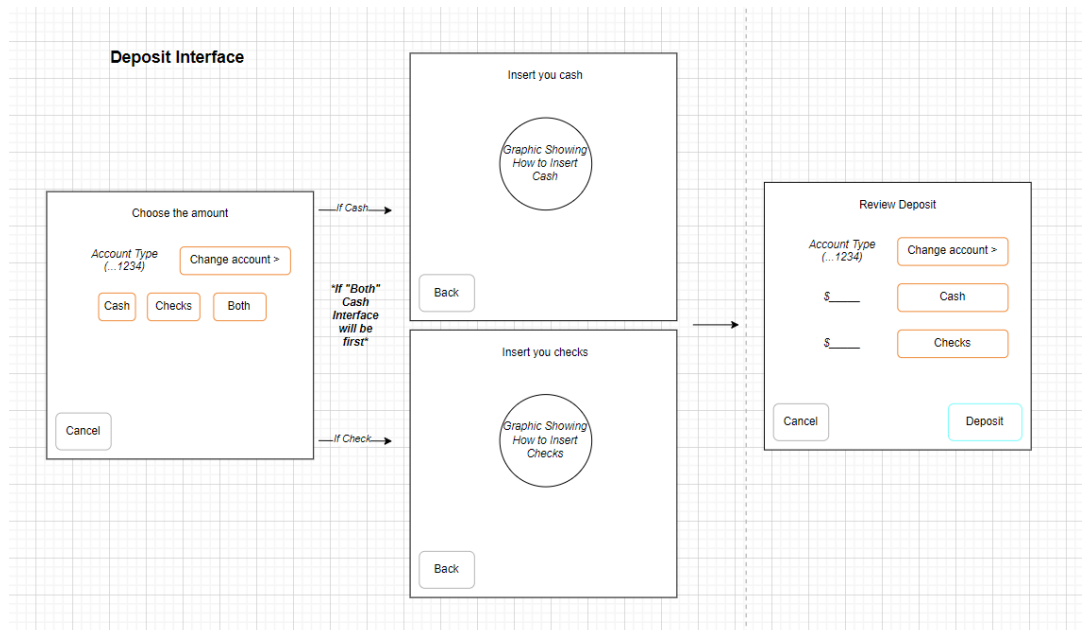 Deposit Interface
Choose the amount
Account Type
(...1234)
Change account >
Cash
Checks
Both
Cancel
If Cash
*If "Both"
Cash
Interface
will be
first*
If Check
Insert you cash
Graphic Showing
How to Insert
Cash
Back
Insert you checks
Graphic Showing
How to Insert
Checks
Back
Review Deposit
Account Type
(...1234)
Change account >
$_____
Cash
$_____
Checks
Cancel
Deposit